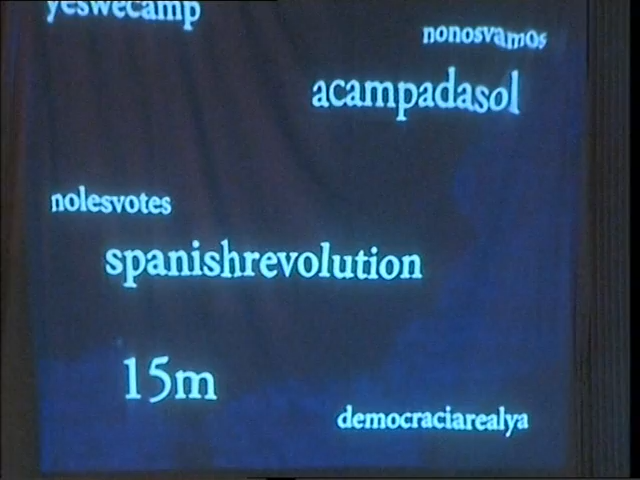 yeswecamp
nonosvamos
acampadasol
nolesvotes
spanishrevolution
15m
democraciarealya